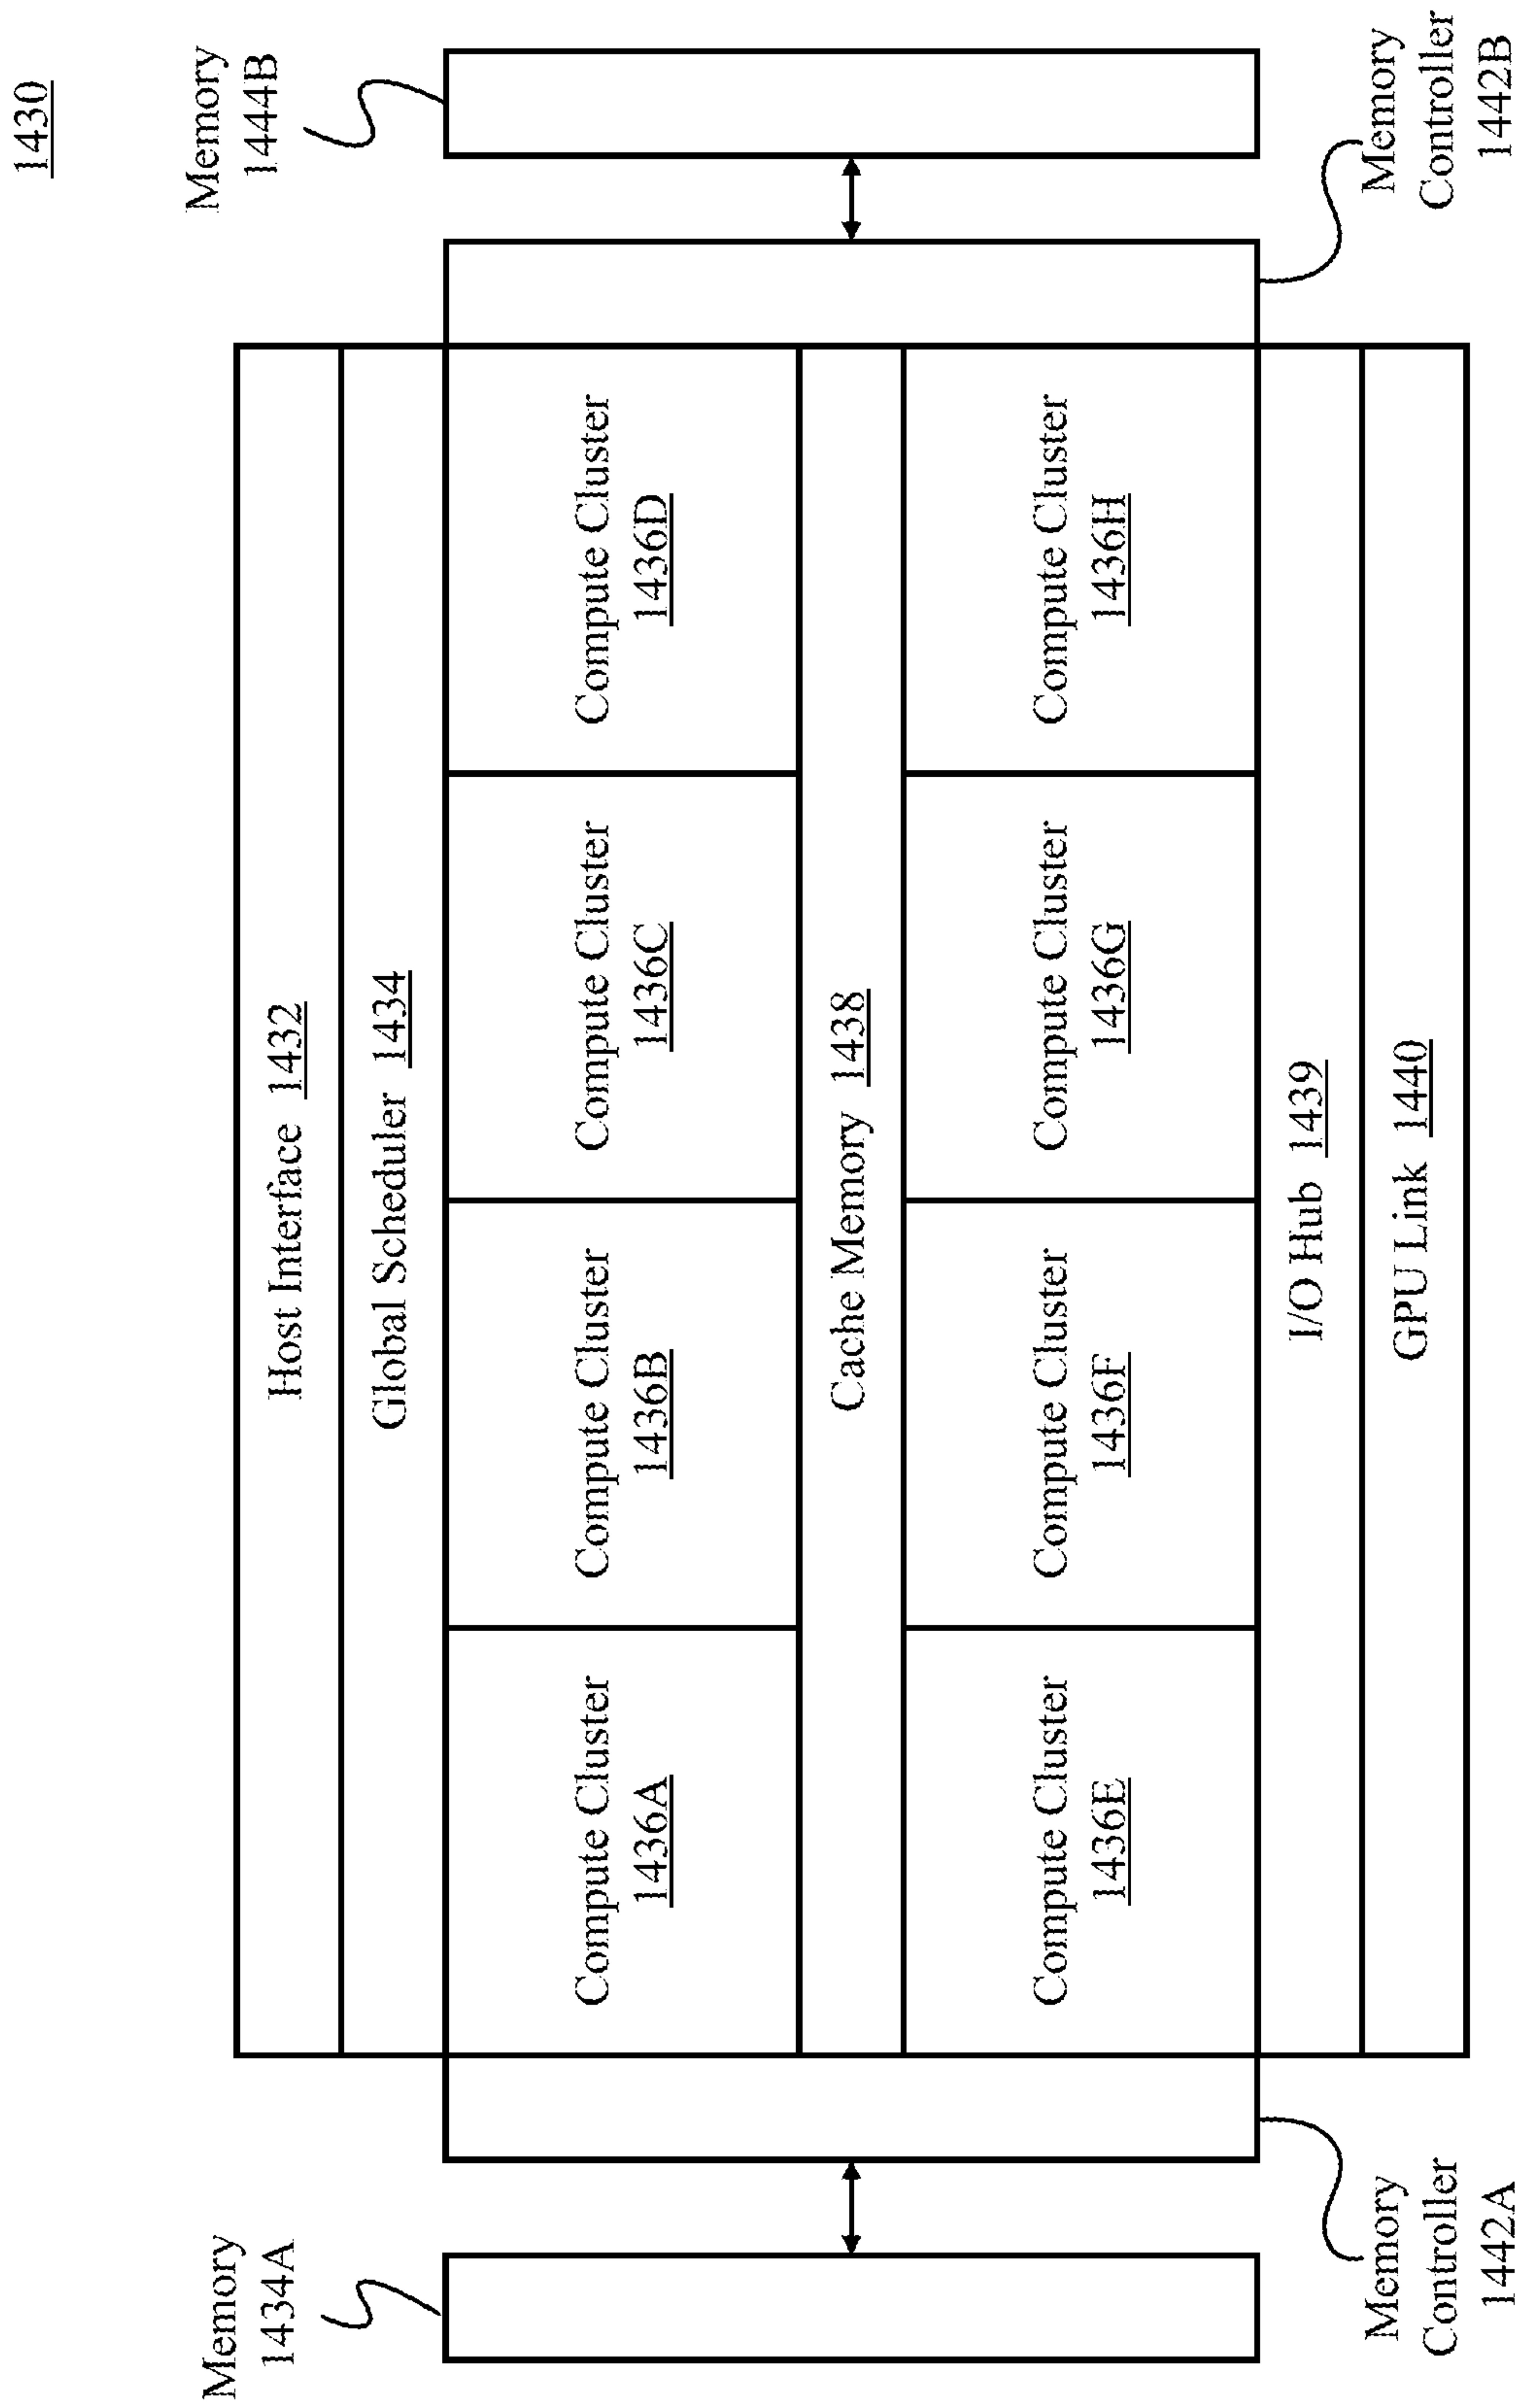 1430
Memory
1434A
Memory
1444B
Host Interface 1432
Global Scheduler 1434
Compute Cluster
1436A
Compute Cluster
1436B
Compute Cluster
1436C
Compute Cluster
1436D
Cache Memory 1438
Compute Cluster
1436E
Compute Cluster
1436F
Compute Cluster
1436G
Compute Cluster
1436H
I/O Hub 1439
GPU Link 1440
Memory
Controller
1442A
Memory
Controller
1442B